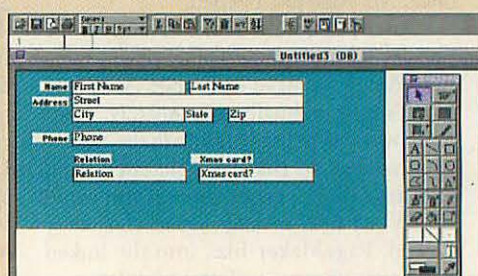 Untitled3 (DB)
Name First Name Last Name
Address Street
City State Zip
Phone Phone
Relation Xmas card?
Relation Xmas card?